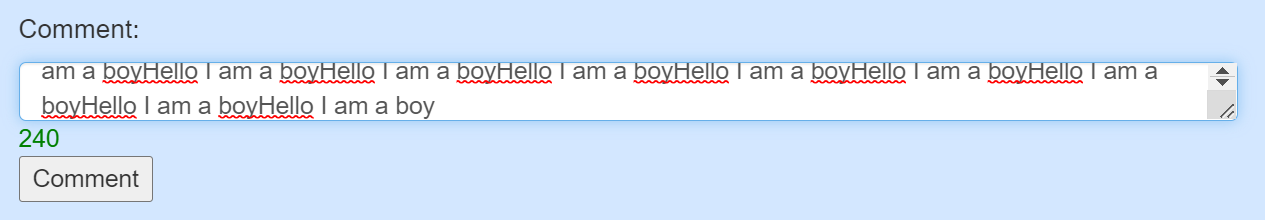 Comment:
am a boyHello I am a boyHello I am a boyHello I am a boyHello I am a boyHello I am a boyHello I am a
boyHello I am a boyHello I am a boy
240
Comment